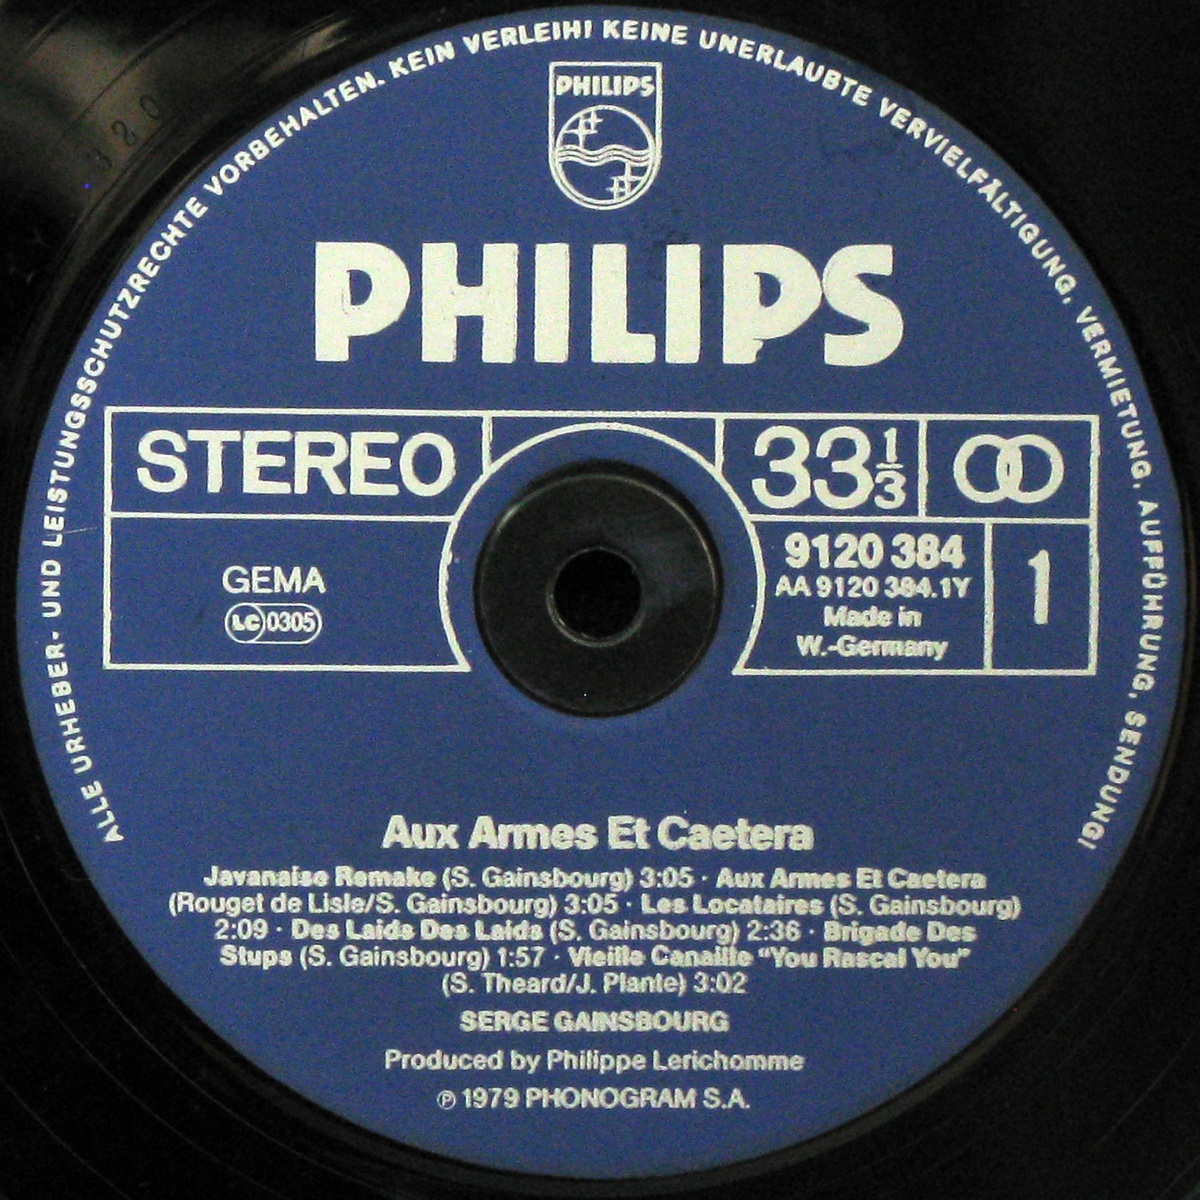 ALLE URHEBER- UND LEISTUNGSSCHUTZRECHTE VORBEHALTEN. KEIN VERLEIH! KEINE UNERLAUBTE VERVIELFÄLTIGUNG, VERMIETUNG, AUFFÜHRUNG, SENDUNG!
PHILIPS
PHILIPS
STEREO
33 1/3
GEMA
LC 0305
9120 384
AA 9120 384.1Y
Made in
W.-Germany
1
Aux Armes Et Caetera
Javanaise Remake (S. Gainsbourg) 3:05 · Aux Armes Et Caetera
(Rouget de Lisle/S. Gainsbourg) 3:05 · Les Locataires (S. Gainsbourg)
2:09 · Des Laids Des Laids (S. Gainsbourg) 2:36 · Brigade Des
Stups (S. Gainsbourg) 1:57 · Vieille Canaille "You Rascal You"
(S. Theard/J. Plante) 3:02
SERGE GAINSBOURG
Produced by Philippe Lerichomme
℗ 1979 PHONOGRAM S.A.